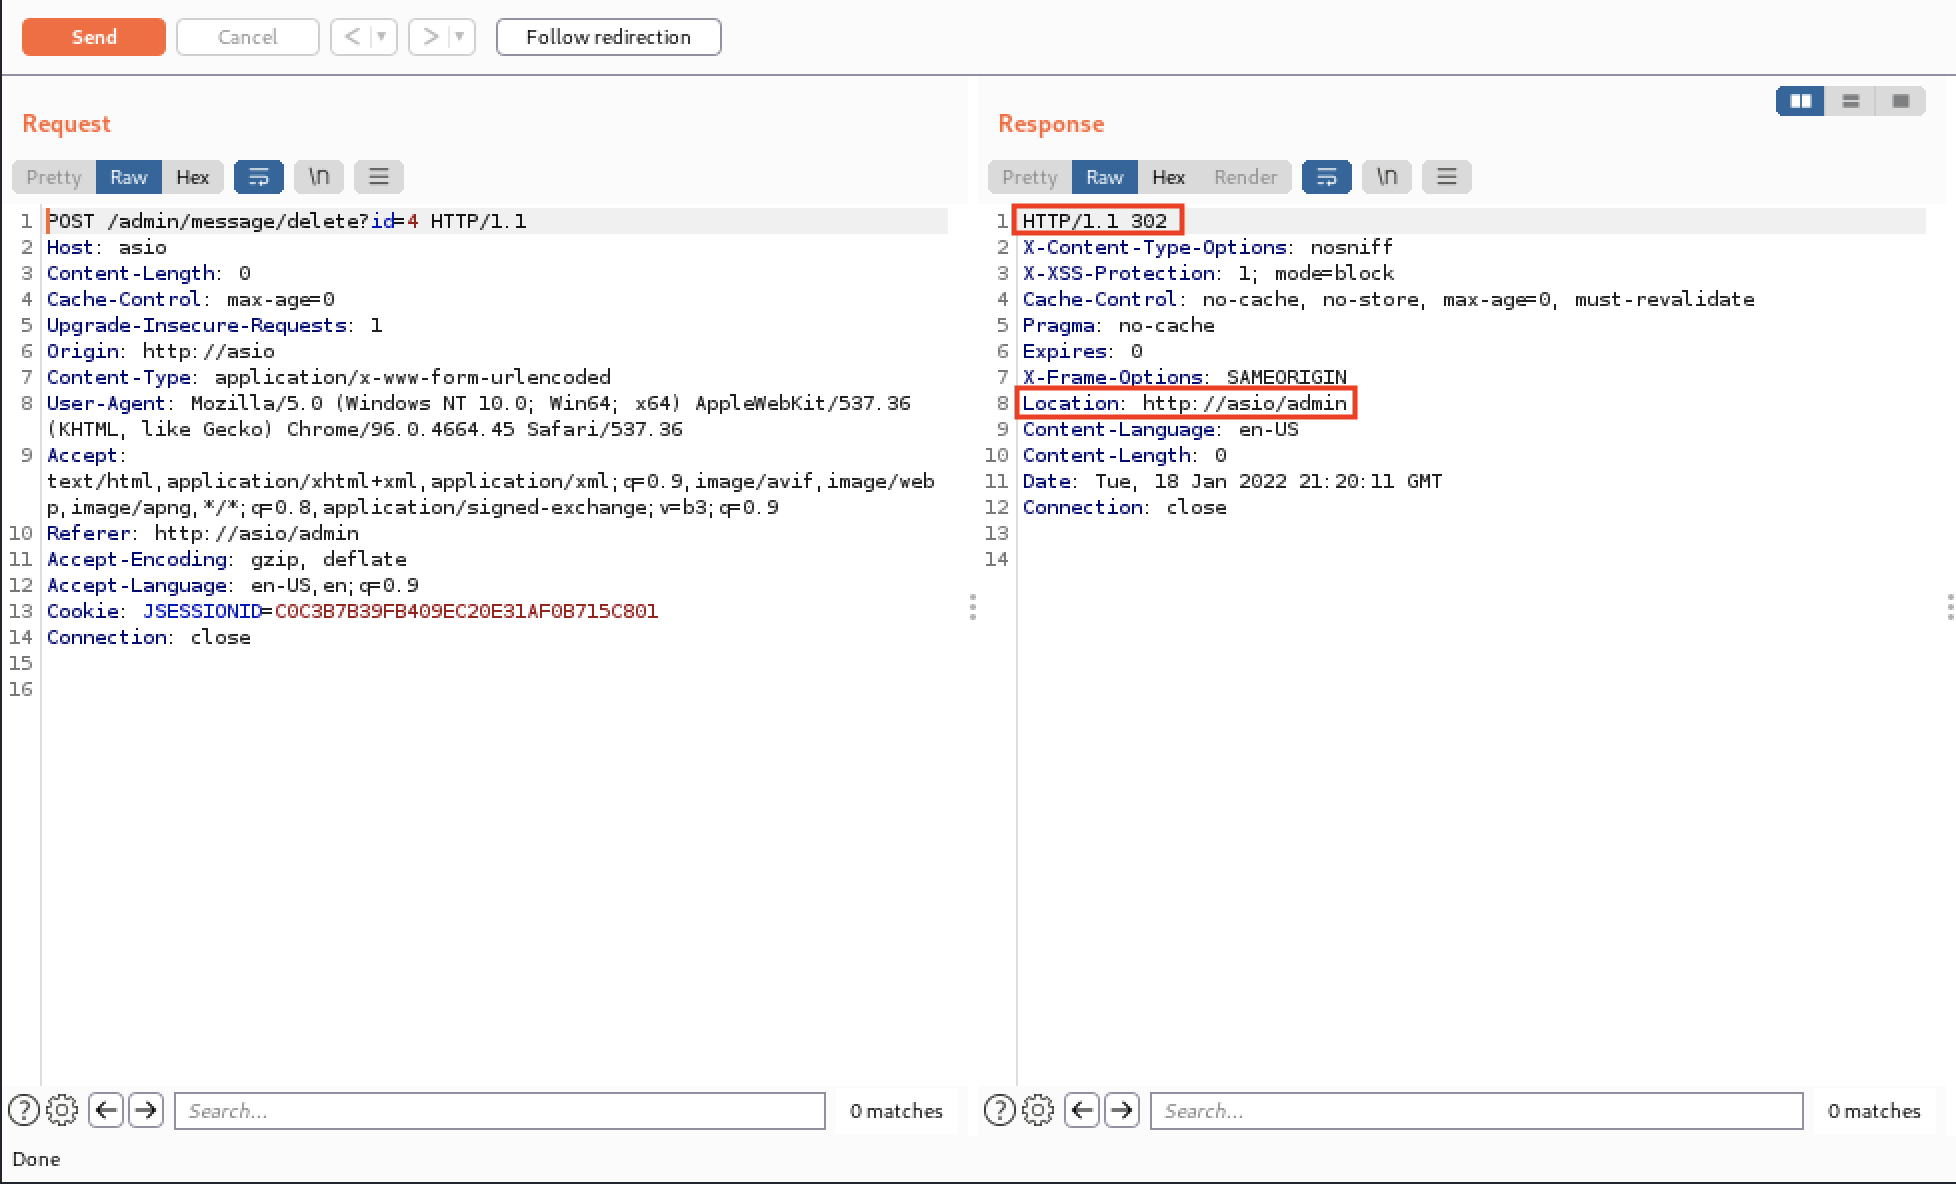 Send Cancel < ▼ > ▼ Follow redirection
Request
Pretty Raw Hex \n
1 POST /admin/message/delete?id=4 HTTP/1.1
2 Host: asio
3 Content-Length: 0
4 Cache-Control: max-age=0
5 Upgrade-Insecure-Requests: 1
6 Origin: http://asio
7 Content-Type: application/x-www-form-urlencoded
8 User-Agent: Mozilla/5.0 (Windows NT 10.0; Win64; x64) AppleWebKit/537.36
(KHTML, like Gecko) Chrome/96.0.4664.45 Safari/537.36
9 Accept:
text/html,application/xhtml+xml,application/xml;q=0.9,image/avif,image/web
p,image/apng,*/*;q=0.8,application/signed-exchange;v=b3;q=0.9
10 Referer: http://asio/admin
11 Accept-Encoding: gzip, deflate
12 Accept-Language: en-US,en;q=0.9
13 Cookie: JSESSIONID=C0C3B7B39FB409EC20E31AF0B715C801
14 Connection: close
15
16
Search...
0 matches
Response
Pretty Raw Hex Render \n
1 HTTP/1.1 302
2 X-Content-Type-Options: nosniff
3 X-XSS-Protection: 1; mode=block
4 Cache-Control: no-cache, no-store, max-age=0, must-revalidate
5 Pragma: no-cache
6 Expires: 0
7 X-Frame-Options: SAMEORIGIN
8 Location: http://asio/admin
9 Content-Language: en-US
10 Content-Length: 0
11 Date: Tue, 18 Jan 2022 21:20:11 GMT
12 Connection: close
13
14
Search...
0 matches
Done